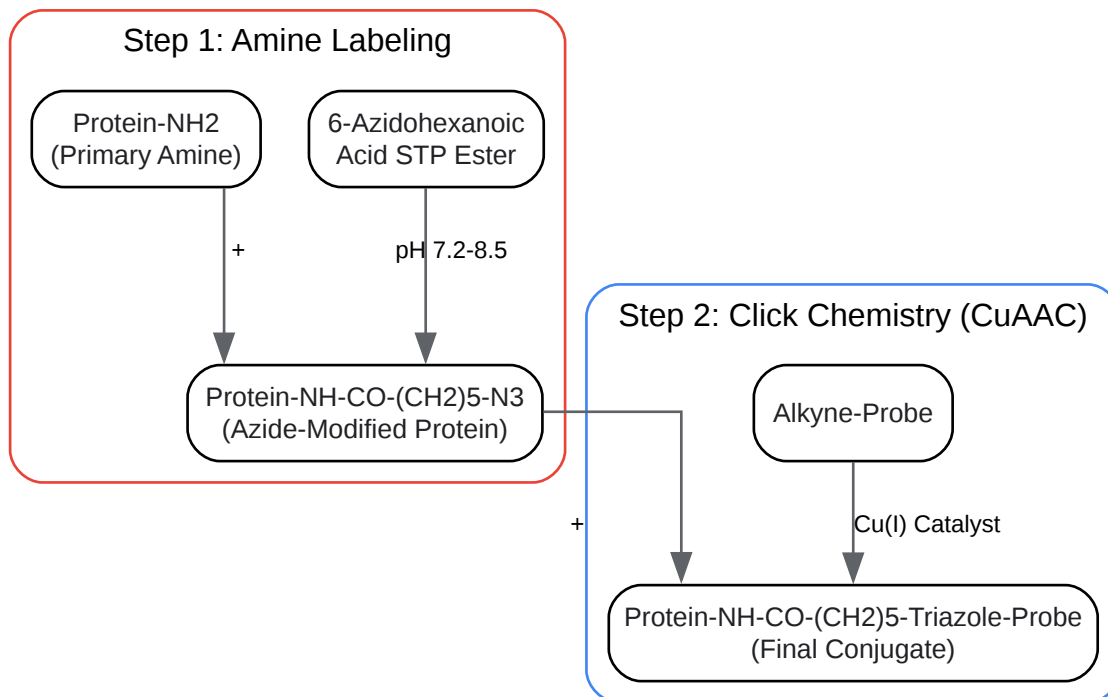 Step 1: Amine Labeling
Protein-NH2
(Primary Amine)
6-Azidohexanoic
Acid STP Ester
+
pH 7.2-8.5
Protein-NH-CO-(CH2)5-N3
(Azide-Modified Protein)
Step 2: Click Chemistry (CuAAC)
Alkyne-Probe
+
Cu(I) Catalyst
Protein-NH-CO-(CH2)5-Triazole-Probe
(Final Conjugate)